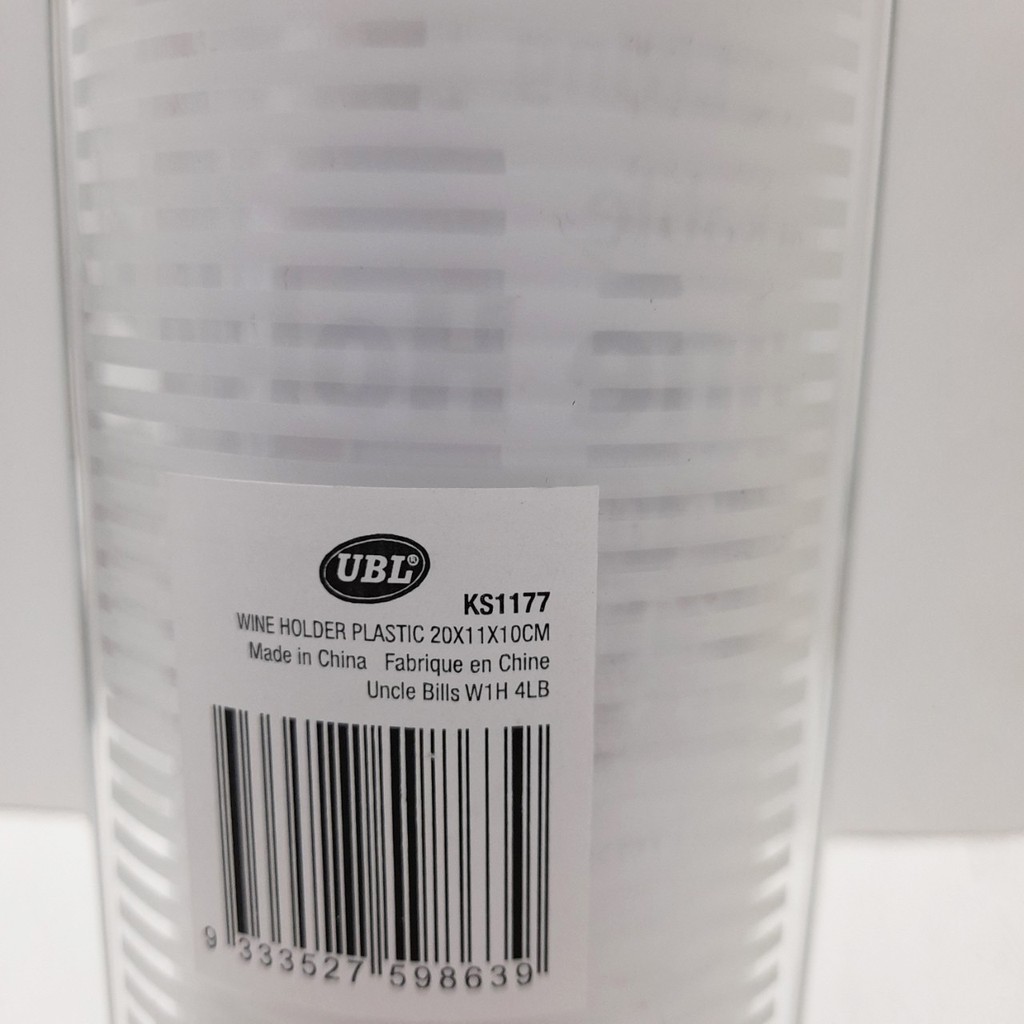 UBL®
KS1177
WINE HOLDER PLASTIC 20X11X10CM
Made in China Fabrique en Chine
Uncle Bills W1H 4LB
9 333527 598639